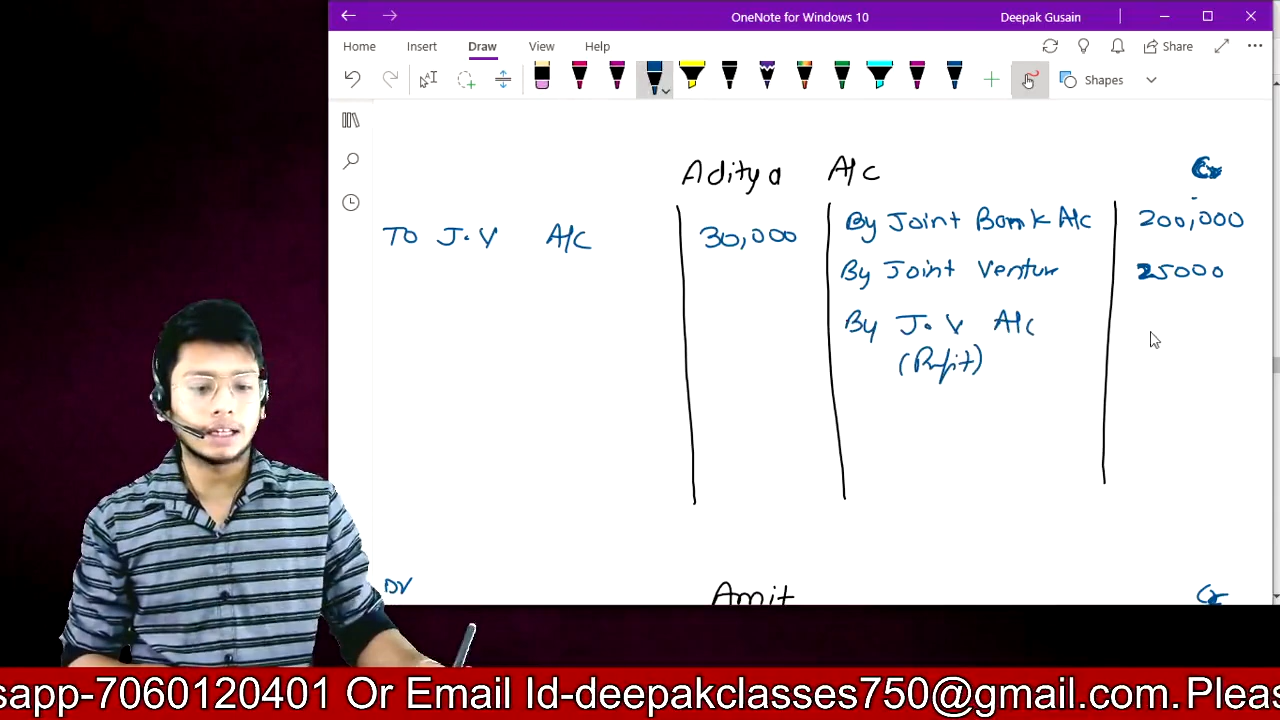 OneNote for Windows 10
Deepak Gusain
Home Insert Draw View Help
Share
Shapes
Aditya A/c
Cr
To J.V A/C 30,000
By Joint Bank A/c 200,000
By Joint Ventur 25000
By J.V A/c
(Profit)
Dr Amit Cr
sapp-7060120401 Or Email Id-deepakclasses750@gmail.com. Pleas